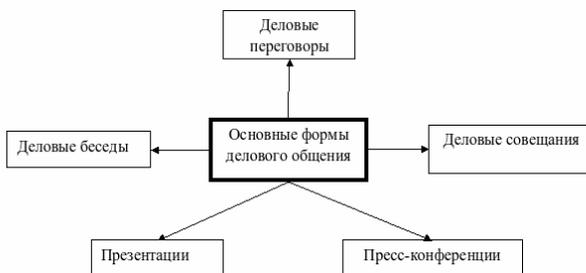 Деловые
переговоры
Основные формы
делового общения
Деловые беседы
Деловые совещания
Презентации
Пресс-конференции